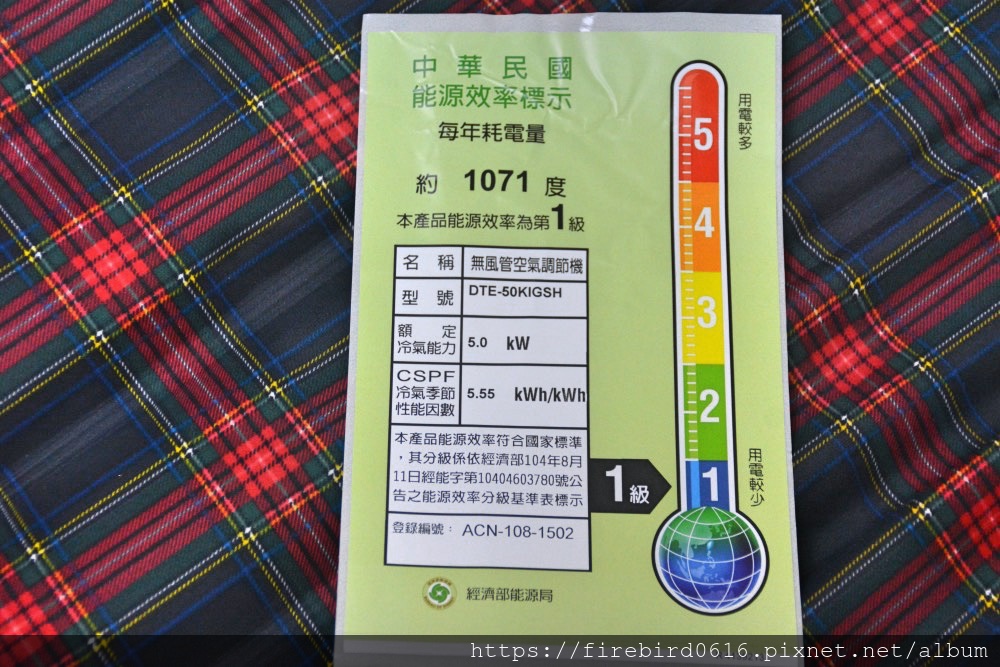 中華民國
能源效率標示
每年耗電量
約 1071 度
本產品能源效率為第1級
名稱 無風管空氣調節機
型號 DTE-50KIGSH
額定
冷氣能力 5.0 kW
CSPF
冷氣季節
性能因數 5.55 kWh/kWh
本產品能源效率符合國家標準
，其分級係依經濟部104年8月
11日經能字第10404603780號公
告之能源效率分級基準表標示
登錄編號： ACN-108-1502
經濟部能源局
用電較多
5
4
3
2
1
用電較少
1級
https://firebird0616.pixnet.net/album